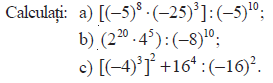 Calculați: a) [(−5)⁸ · (−25)³] : (−5)¹⁰;
b) (2²⁰ · 4⁵) : (−8)¹⁰;
c) [(−4)³]² + 16⁴ : (−16)².